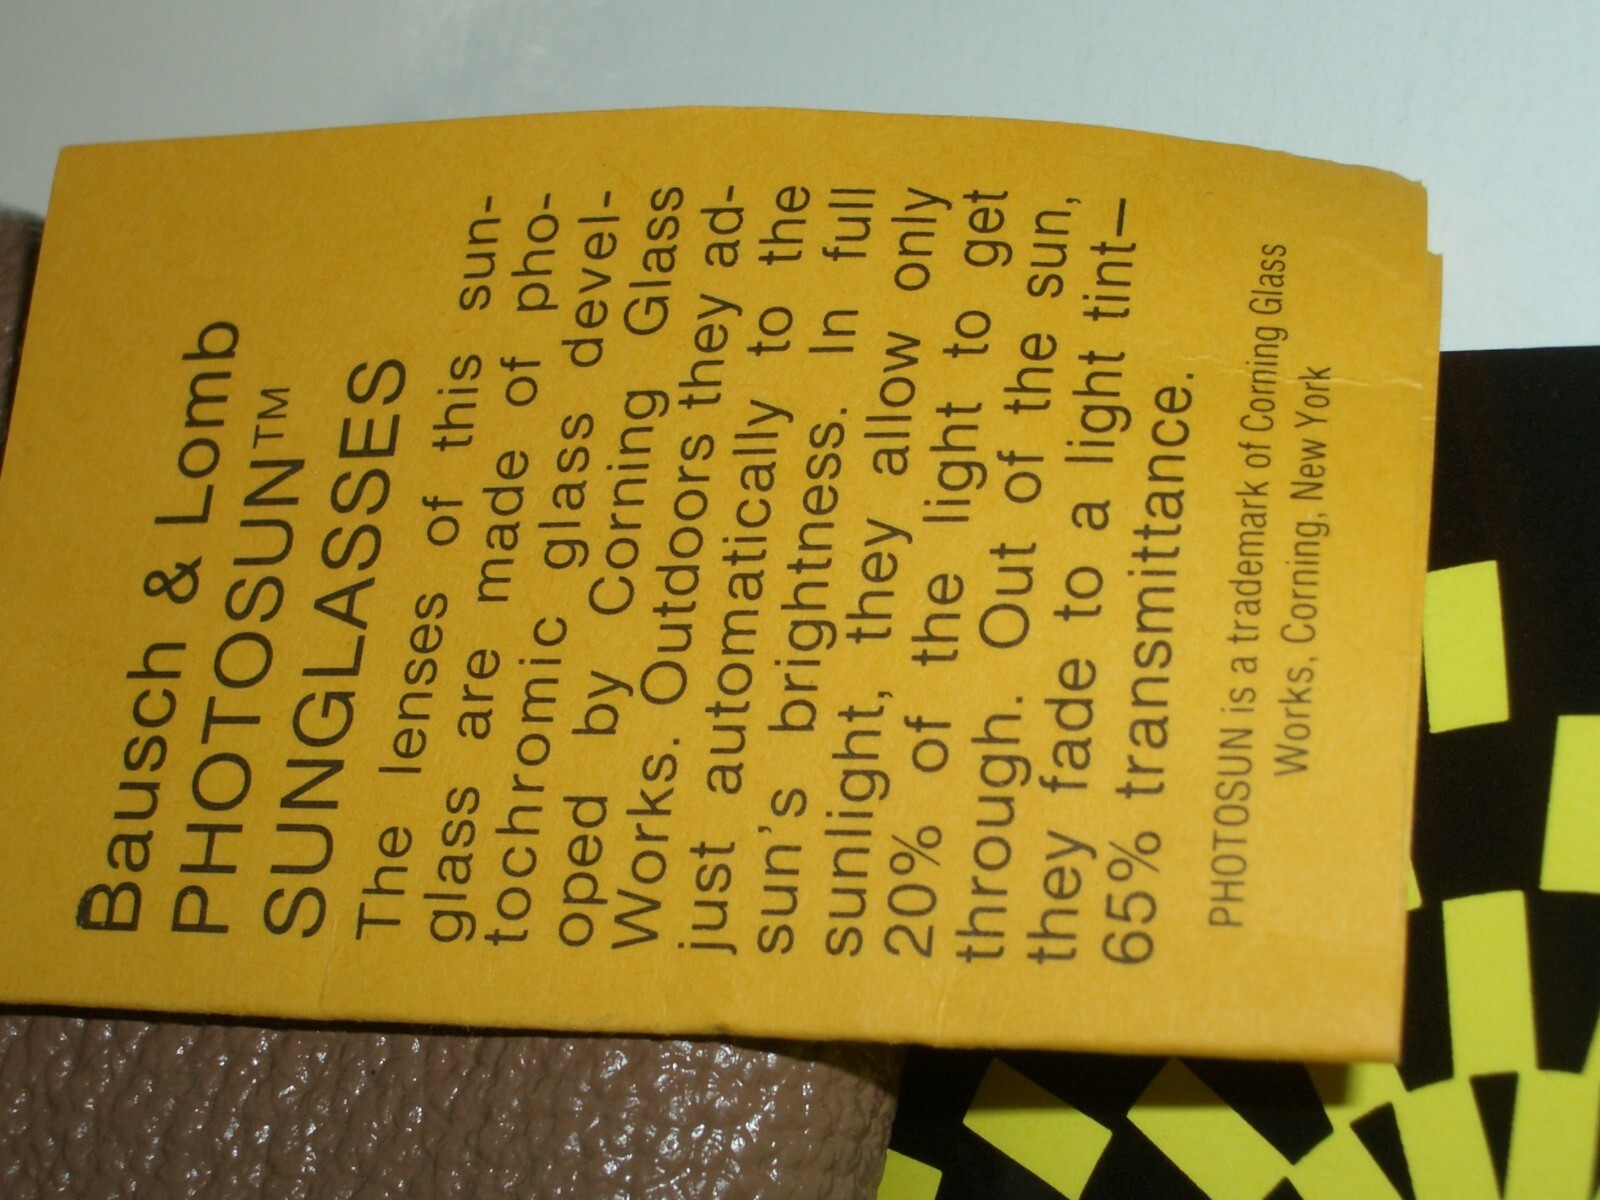 Bausch & Lomb
PHOTOSUN™
SUNGLASSES
The lenses of this sun-
glass are made of pho-
tochromic glass devel-
oped by Corning Glass
Works. Outdoors they ad-
just automatically to the
sun's brightness. In full
sunlight, they allow only
20% of the light to get
through. Out of the sun,
they fade to a light tint—
65% transmittance.
PHOTOSUN is a trademark of Corning Glass
Works, Corning, New York